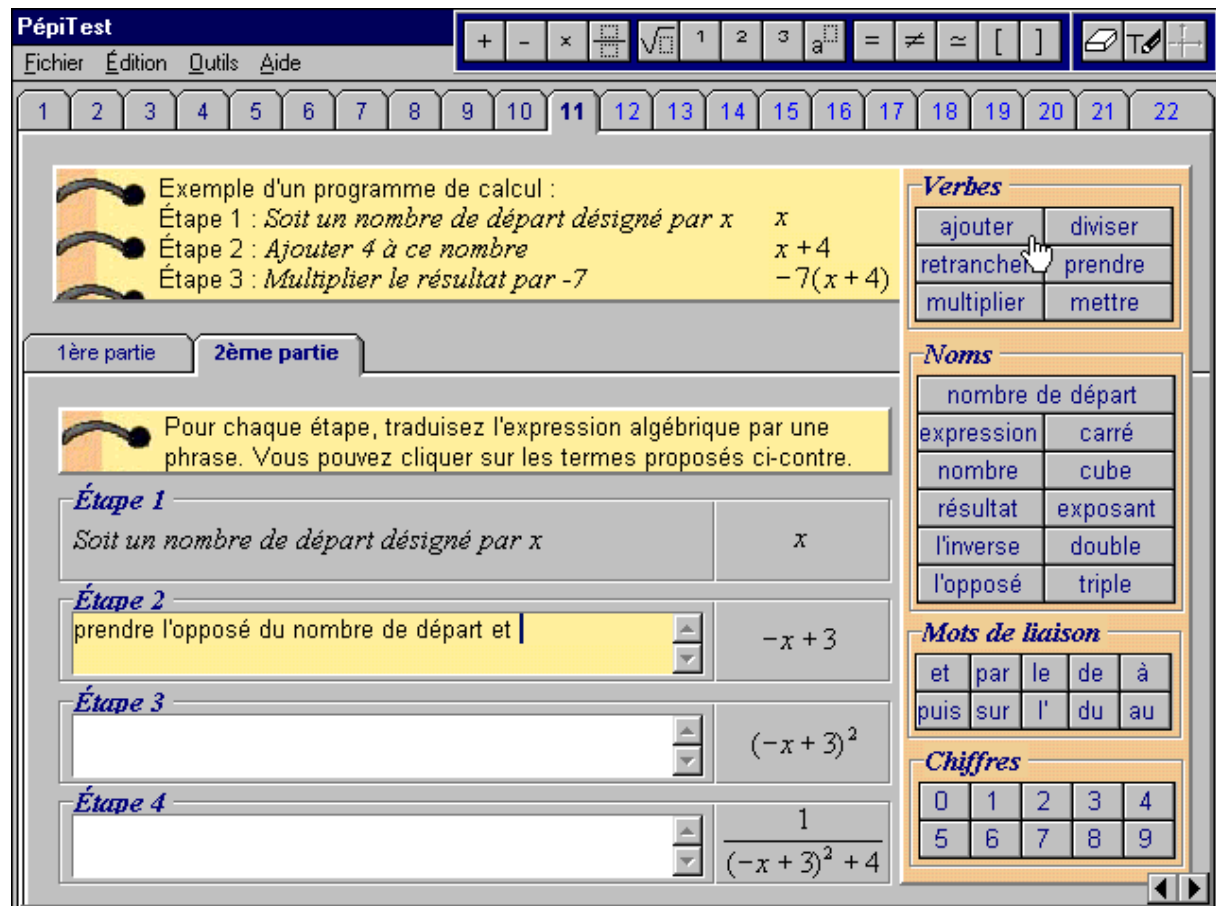 PépiTest
+ - × √ 1 2 3 a = ≠ ≃ [ ] T
Fichier Édition Outils Aide
1 2 3 4 5 6 7 8 9 10 11 12 13 14 15 16 17 18 19 20 21 22
Exemple d'un programme de calcul :
Étape 1 : Soit un nombre de départ désigné par x x
Étape 2 : Ajouter 4 à ce nombre x + 4
Étape 3 : Multiplier le résultat par -7 −7(x + 4)
1ère partie 2ème partie
Pour chaque étape, traduisez l'expression algébrique par une
phrase. Vous pouvez cliquer sur les termes proposés ci-contre.
Étape 1
Soit un nombre de départ désigné par x x
Étape 2
prendre l'opposé du nombre de départ et −x + 3
Étape 3
(−x + 3)²
Étape 4
1
(−x + 3)² + 4
Verbes
ajouter diviser
retrancher prendre
multiplier mettre
Noms
nombre de départ
expression carré
nombre cube
résultat exposant
l'inverse double
l'opposé triple
Mots de liaison
et par le de à
puis sur l' du au
Chiffres
0 1 2 3 4
5 6 7 8 9